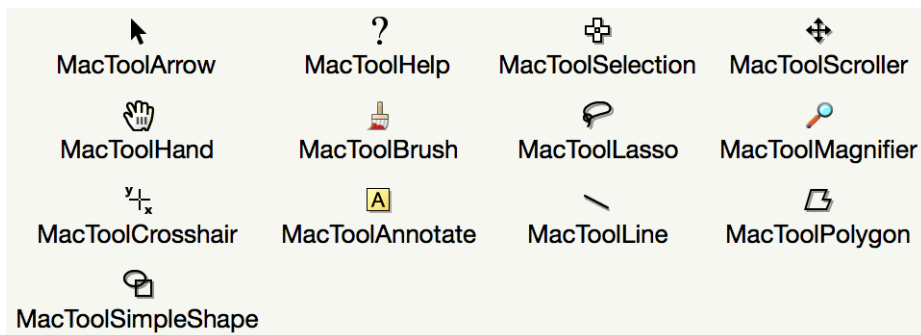 ?
MacToolArrow MacToolHelp MacToolSelection MacToolScroller
MacToolHand MacToolBrush MacToolLasso MacToolMagnifier
y
x
A
MacToolCrosshair MacToolAnnotate MacToolLine MacToolPolygon
MacToolSimpleShape